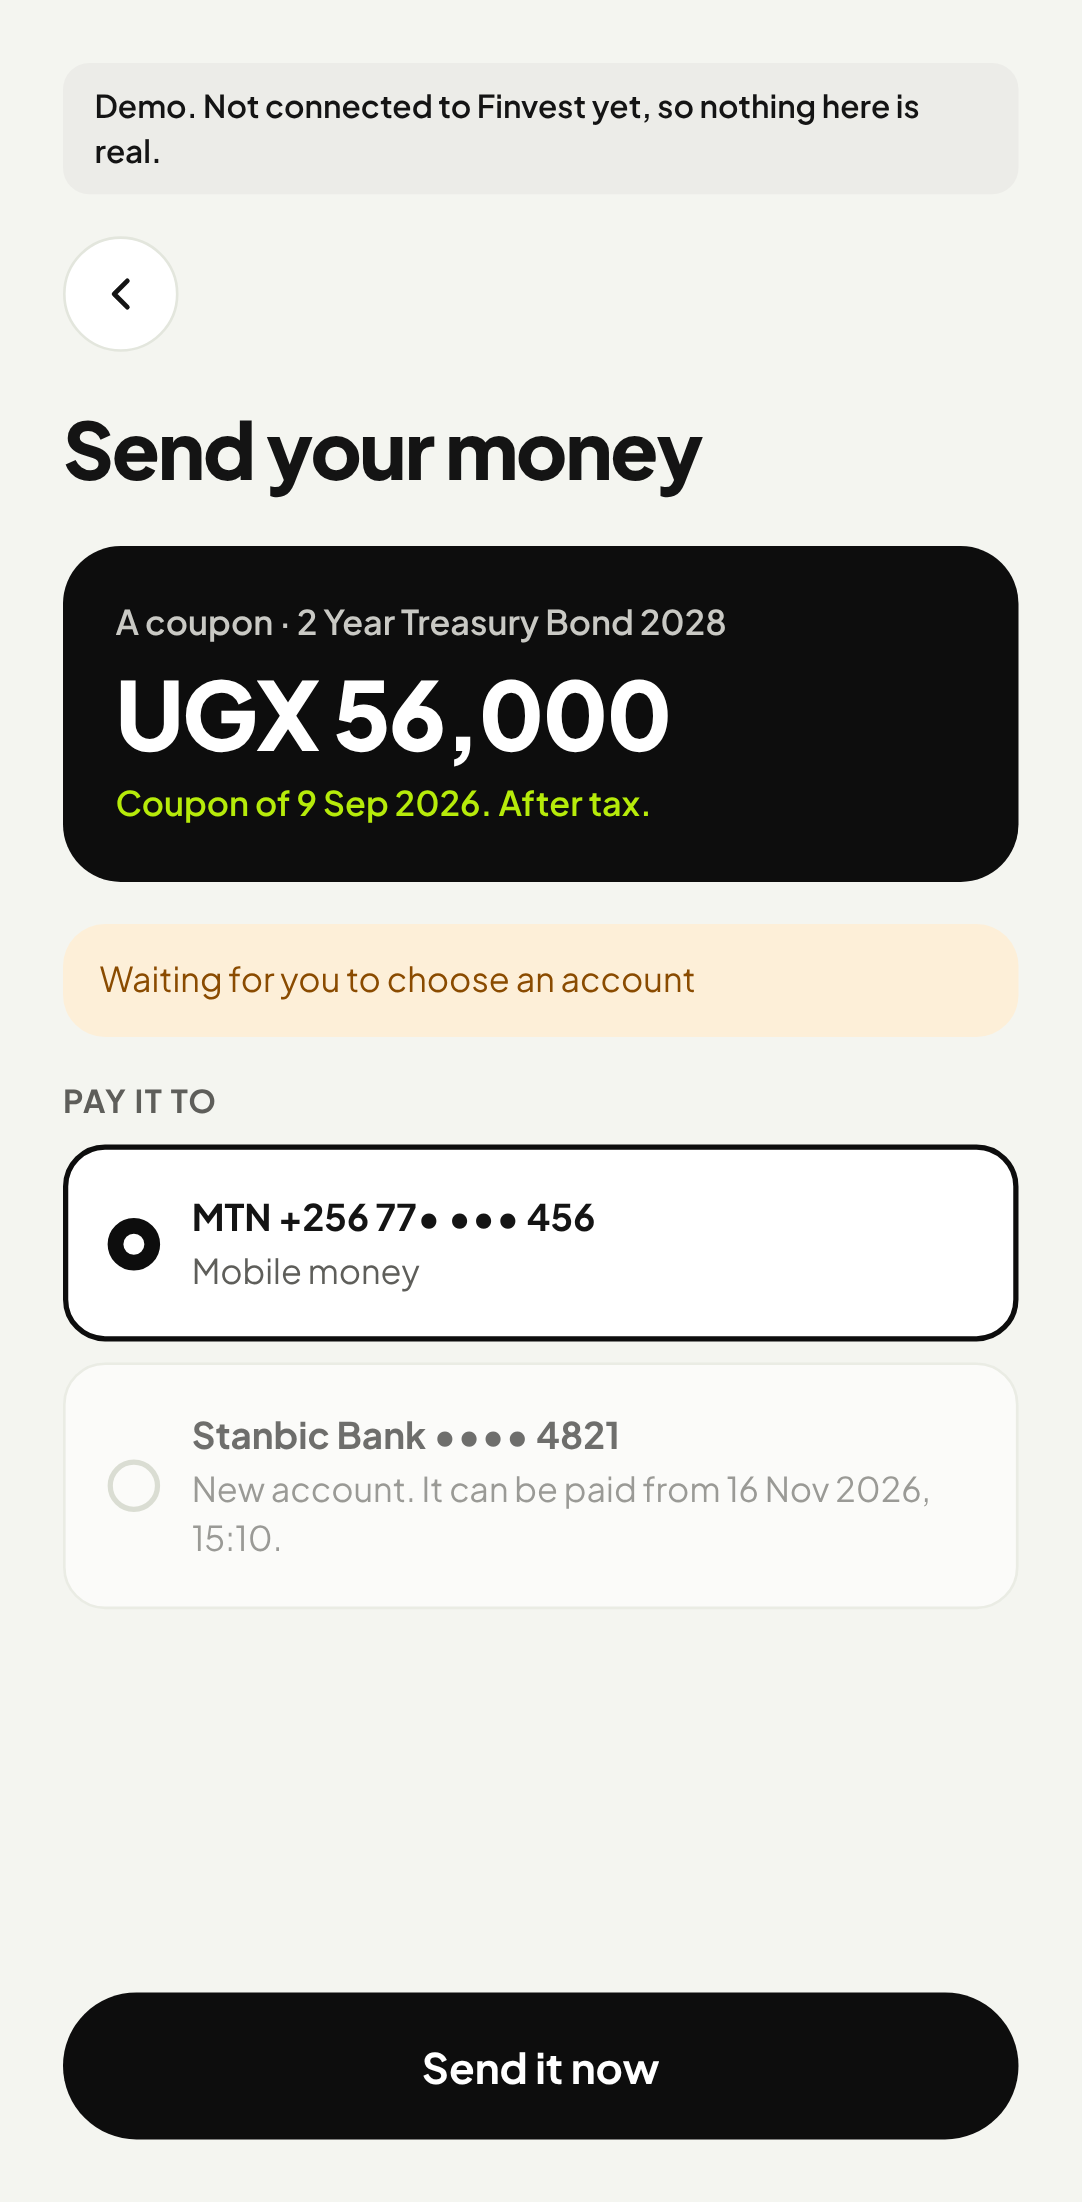 Demo. Not connected to Finvest yet, so nothing here is
real.
Send your money
A coupon · 2 Year Treasury Bond 2028
UGX 56,000
Coupon of 9 Sep 2026. After tax.
Waiting for you to choose an account
PAY IT TO
MTN +256 77● ●●● 456
Mobile money
Stanbic Bank ●●●● 4821
New account. It can be paid from 16 Nov 2026,
15:10.
Send it now